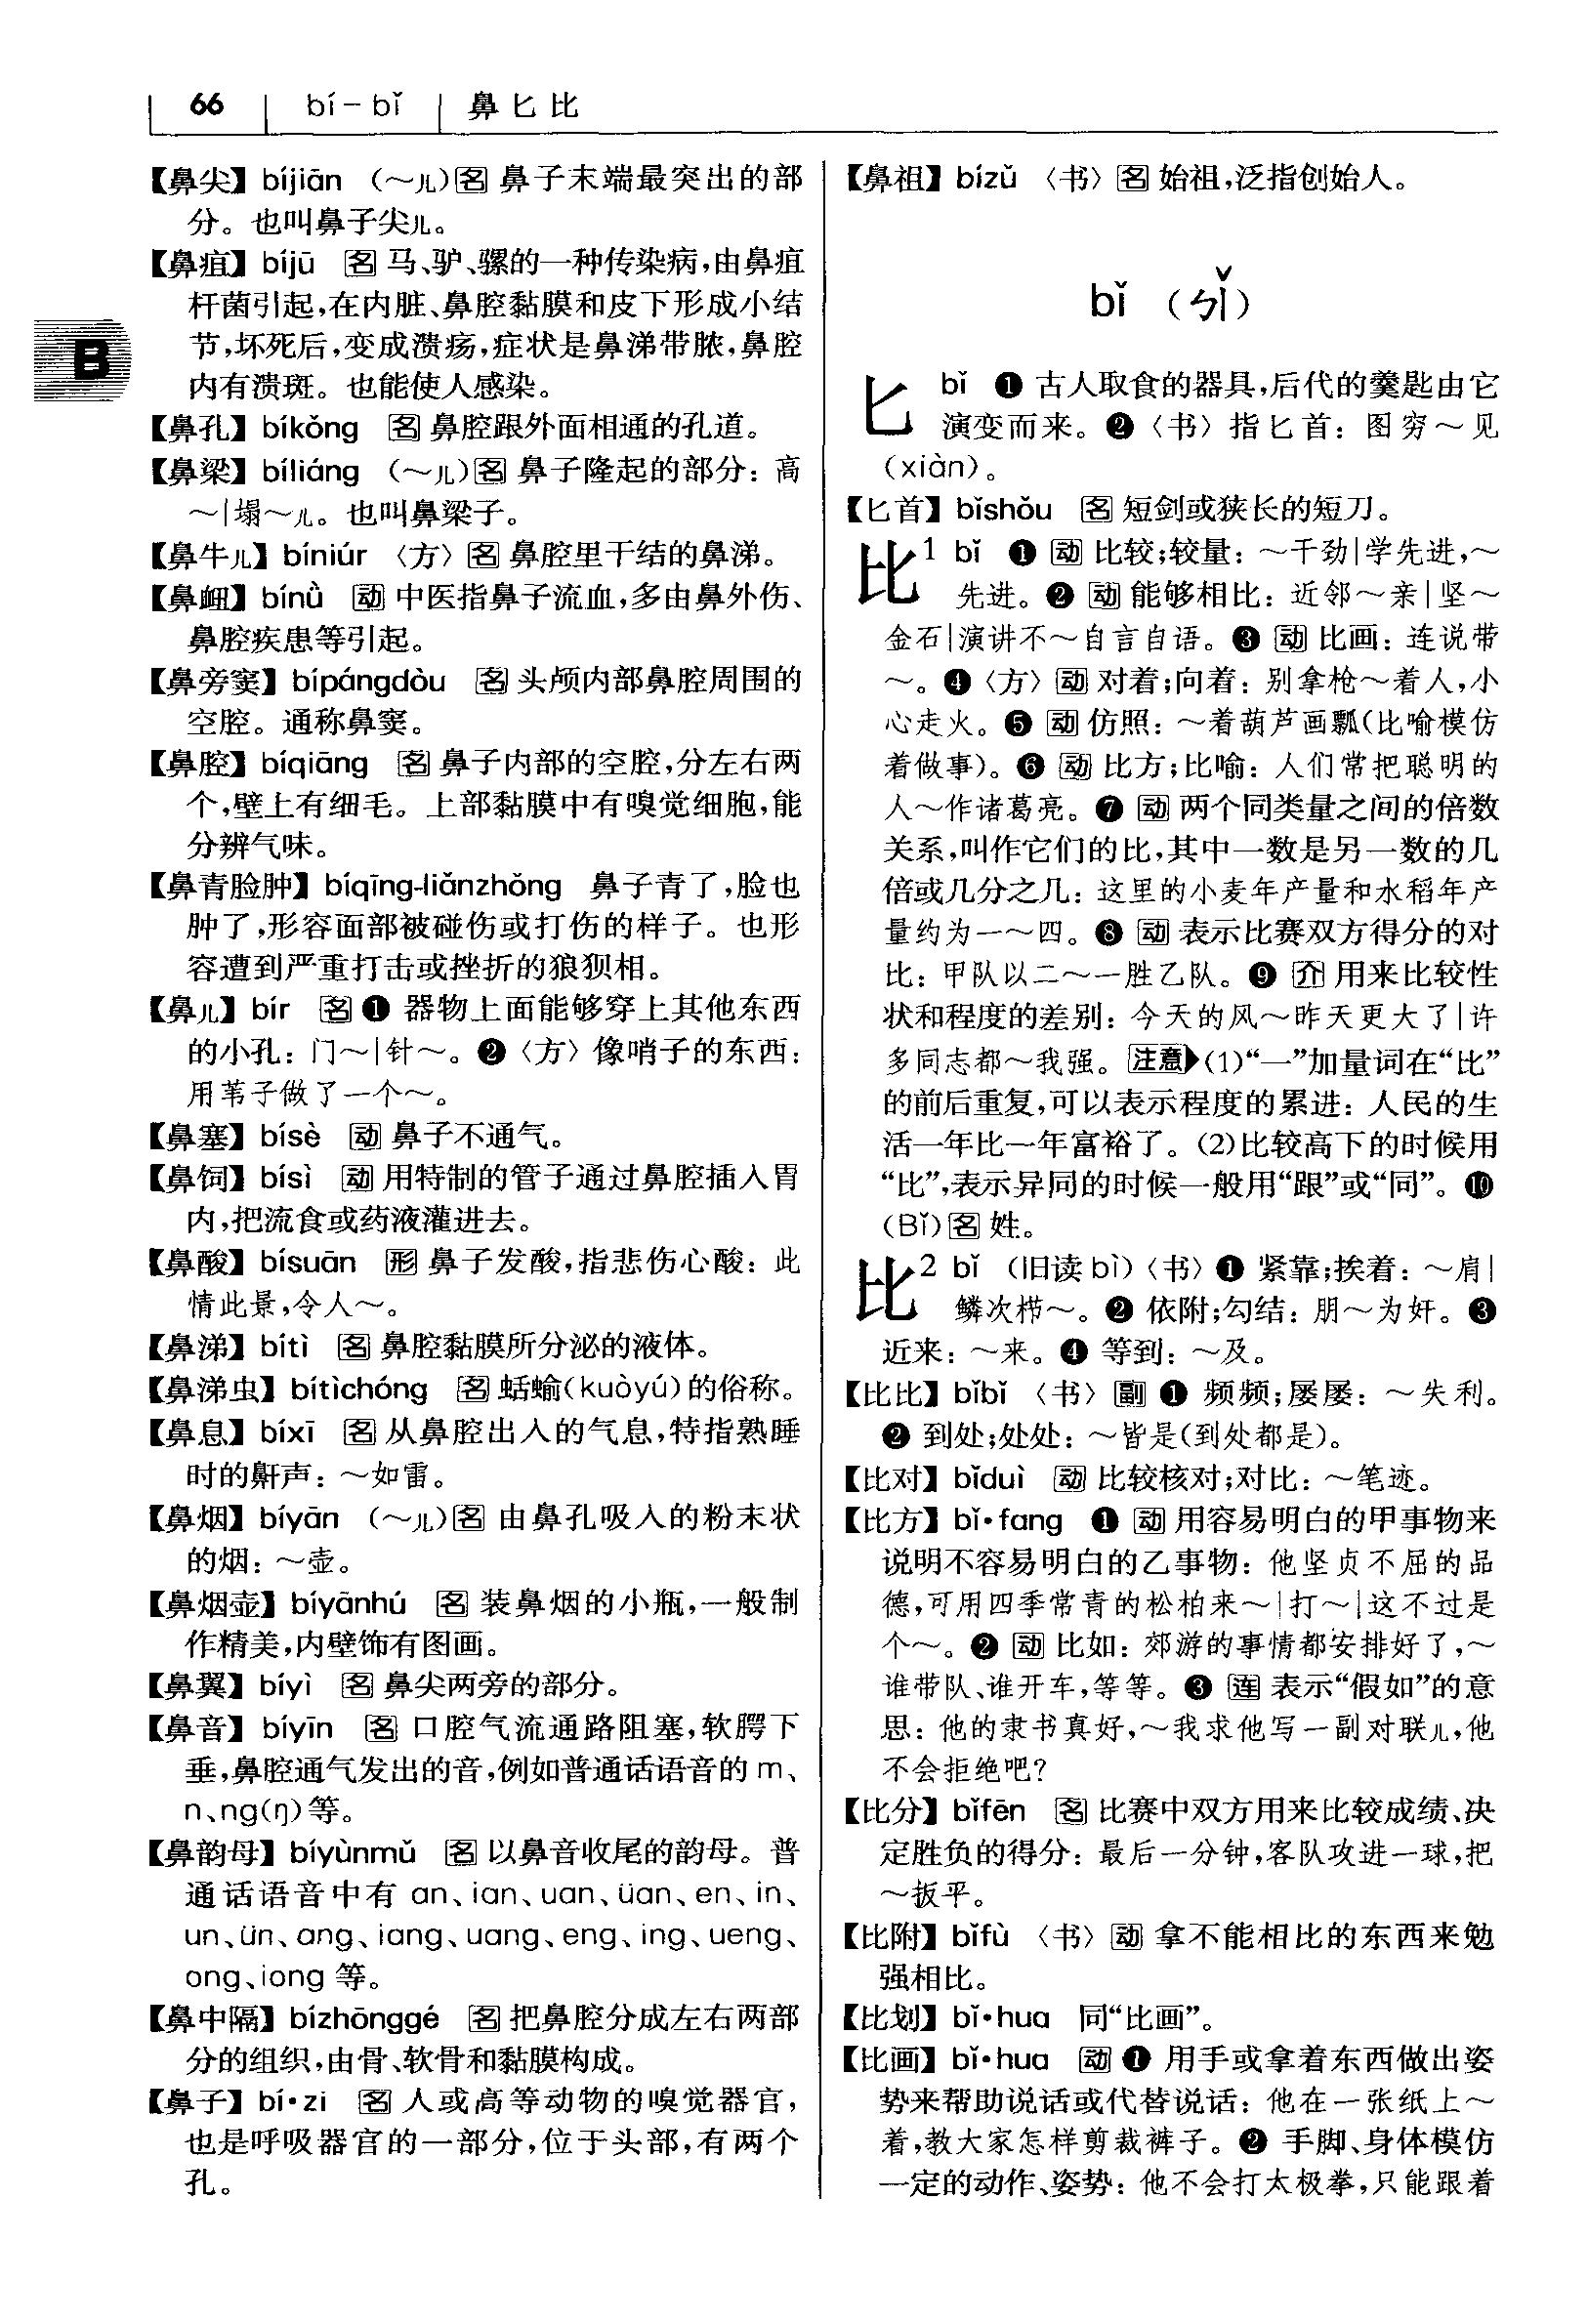 66 bí–bǐ 鼻匕比
【鼻尖】bíjiān （～儿）名 鼻子末端最突出的部
分。也叫鼻子尖儿。
【鼻疽】bíjū 名 马、驴、骡的一种传染病，由鼻疽
杆菌引起，在内脏、鼻腔黏膜和皮下形成小结
节，坏死后，变成溃疡，症状是鼻涕带脓，鼻腔
内有溃斑。也能使人感染。
【鼻孔】bíkǒng 名 鼻腔跟外面相通的孔道。
【鼻梁】bíliáng （～儿）名 鼻子隆起的部分：高
～|塌～儿。也叫鼻梁子。
【鼻牛儿】bíniúr 〈方〉名 鼻腔里干结的鼻涕。
【鼻衄】bínǜ 动 中医指鼻子流血，多由鼻外伤、
鼻腔疾患等引起。
【鼻旁窦】bípángdòu 名 头颅内部鼻腔周围的
空腔。通称鼻窦。
【鼻腔】bíqiāng 名 鼻子内部的空腔，分左右两
个，壁上有细毛。上部黏膜中有嗅觉细胞，能
分辨气味。
【鼻青脸肿】bíqīng-liǎnzhǒng 鼻子青了，脸也
肿了，形容面部被碰伤或打伤的样子。也形
容遭到严重打击或挫折的狼狈相。
【鼻儿】bír 名 ❶ 器物上面能够穿上其他东西
的小孔：门～|针～。❷〈方〉像哨子的东西：
用苇子做了一个～。
【鼻塞】bísè 动 鼻子不通气。
【鼻饲】bísì 动 用特制的管子通过鼻腔插入胃
内，把流食或药液灌进去。
【鼻酸】bísuān 形 鼻子发酸，指悲伤心酸：此
情此景，令人～。
【鼻涕】bítì 名 鼻腔黏膜所分泌的液体。
【鼻涕虫】bítìchóng 名 蛞蝓（kuòyú）的俗称。
【鼻息】bíxī 名 从鼻腔出入的气息，特指熟睡
时的鼾声：～如雷。
【鼻烟】bíyān （～儿）名 由鼻孔吸入的粉末状
的烟：～壶。
【鼻烟壶】bíyānhú 名 装鼻烟的小瓶，一般制
作精美，内壁饰有图画。
【鼻翼】bíyì 名 鼻尖两旁的部分。
【鼻音】bíyīn 名 口腔气流通路阻塞，软腭下
垂，鼻腔通气发出的音，例如普通话语音的 m、
n、ng(ŋ)等。
【鼻韵母】bíyùnmǔ 名 以鼻音收尾的韵母。普
通话语音中有 an、ian、uan、üan、en、in、
un、ün、ang、iang、uang、eng、ing、ueng、
ong、iong 等。
【鼻中隔】bízhōnggé 名 把鼻腔分成左右两部
分的组织，由骨、软骨和黏膜构成。
【鼻子】bí•zi 名 人或高等动物的嗅觉器官，
也是呼吸器官的一部分，位于头部，有两个
孔。
B
【鼻祖】bízǔ 〈书〉名 始祖，泛指创始人。
bǐ （ㄅㄧˇ）
匕 bǐ ❶ 古人取食的器具，后代的羹匙由它
演变而来。❷〈书〉指匕首：图穷～见
（xiàn）。
【匕首】bǐshǒu 名 短剑或狭长的短刀。
比1 bǐ ❶ 动 比较；较量：～干劲|学先进，～
先进。❷ 动 能够相比：近邻～亲|坚～
金石|演讲不～自言自语。❸ 动 比画：连说带
～。❹〈方〉动 对着；向着：别拿枪～着人，小
心走火。❺ 动 仿照：～着葫芦画瓢（比喻模仿
着做事）。❻ 动 比方；比喻：人们常把聪明的
人～作诸葛亮。❼ 动 两个同类量之间的倍数
关系，叫作它们的比，其中一数是另一数的几
倍或几分之几：这里的小麦年产量和水稻年产
量约为一～四。❽ 动 表示比赛双方得分的对
比：甲队以二～一胜乙队。❾ 介 用来比较性
状和程度的差别：今天的风～昨天更大了|许
多同志都～我强。注意▶(1)“一”加量词在“比”
的前后重复，可以表示程度的累进：人民的生
活一年比一年富裕了。(2)比较高下的时候用
“比”，表示异同的时候一般用“跟”或“同”。❿
（Bǐ）名 姓。
比2 bǐ （旧读 bì）〈书〉❶ 紧靠；挨着：～肩|
鳞次栉～。❷ 依附；勾结：朋～为奸。❸
近来：～来。❹ 等到：～及。
【比比】bǐbǐ 〈书〉副 ❶ 频频；屡屡：～失利。
❷ 到处；处处：～皆是（到处都是）。
【比对】bǐduì 动 比较核对；对比：～笔迹。
【比方】bǐ•fang ❶ 动 用容易明白的甲事物来
说明不容易明白的乙事物：他坚贞不屈的品
德，可用四季常青的松柏来～|打～|这不过是
个～。❷ 动 比如：郊游的事情都安排好了，～
谁带队、谁开车，等等。❸ 连 表示“假如”的意
思：他的隶书真好，～我求他写一副对联儿，他
不会拒绝吧？
【比分】bǐfēn 名 比赛中双方用来比较成绩、决
定胜负的得分：最后一分钟，客队攻进一球，把
～扳平。
【比附】bǐfù 〈书〉动 拿不能相比的东西来勉
强相比。
【比划】bǐ•hua 同“比画”。
【比画】bǐ•hua 动 ❶ 用手或拿着东西做出姿
势来帮助说话或代替说话：他在一张纸上～
着，教大家怎样剪裁裤子。❷ 手脚、身体模仿
一定的动作、姿势：他不会打太极拳，只能跟着